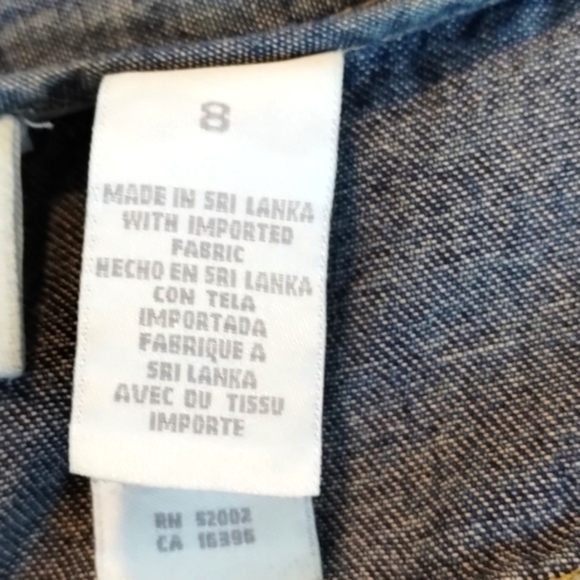 8
MADE IN SRI LANKA
WITH IMPORTED
FABRIC
HECHO EN SRI LANKA
CON TELA
IMPORTADA
FABRIQUE A
SRI LANKA
AVEC DU TISSU
IMPORTE
RN 52002
CA 16396